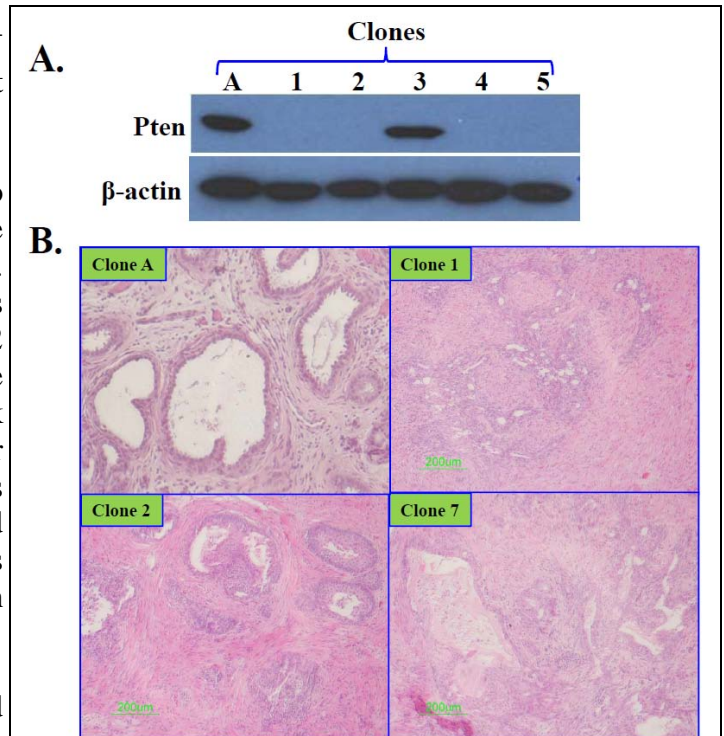 Clones
A.
A 1 2 3 4 5
Pten
β-actin
B.
Clone A
Clone 1
200um
Clone 2
Clone 7
200um
200um